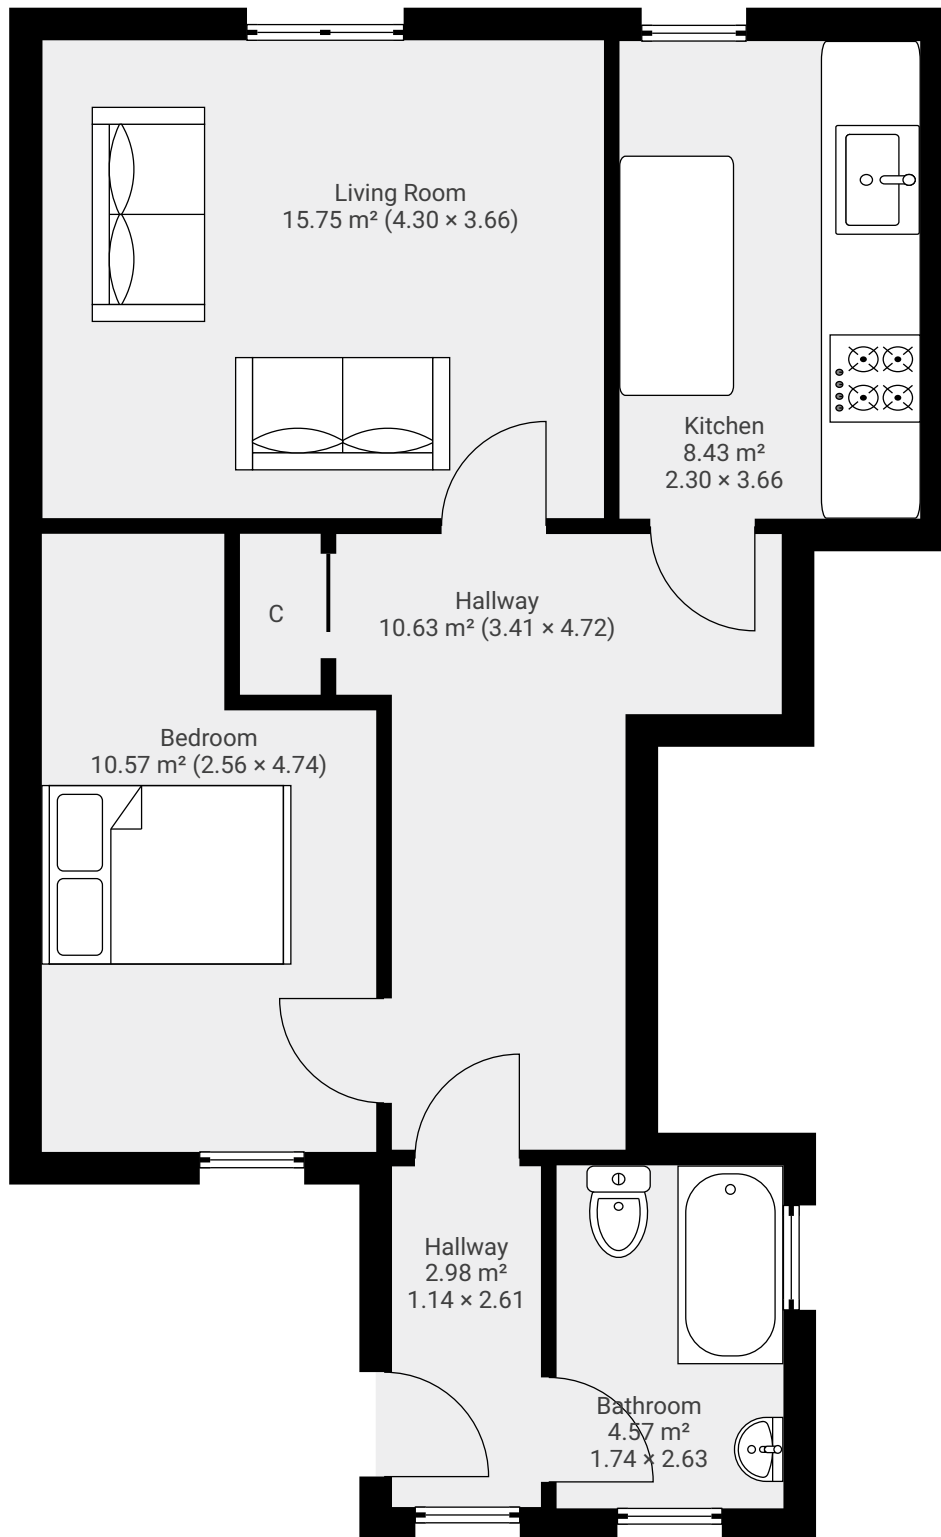 Living Room
15.75 m² (4.30 × 3.66)
Kitchen
8.43 m²
2.30 × 3.66
C
Hallway
10.63 m² (3.41 × 4.72)
Bedroom
10.57 m² (2.56 × 4.74)
Hallway
2.98 m²
1.14 × 2.61
Bathroom
4.57 m²
1.74 × 2.63